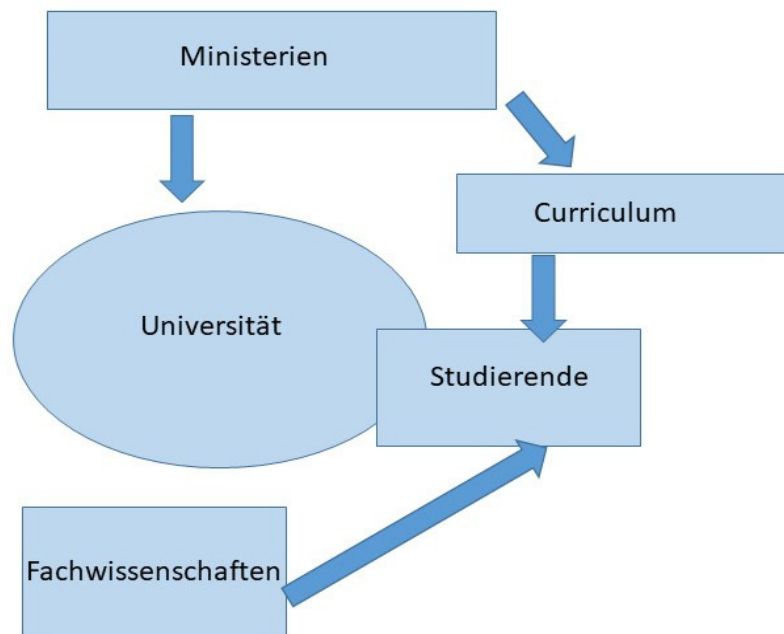 Ministerien
Curriculum
Universität
Studierende
Fachwissenschaften